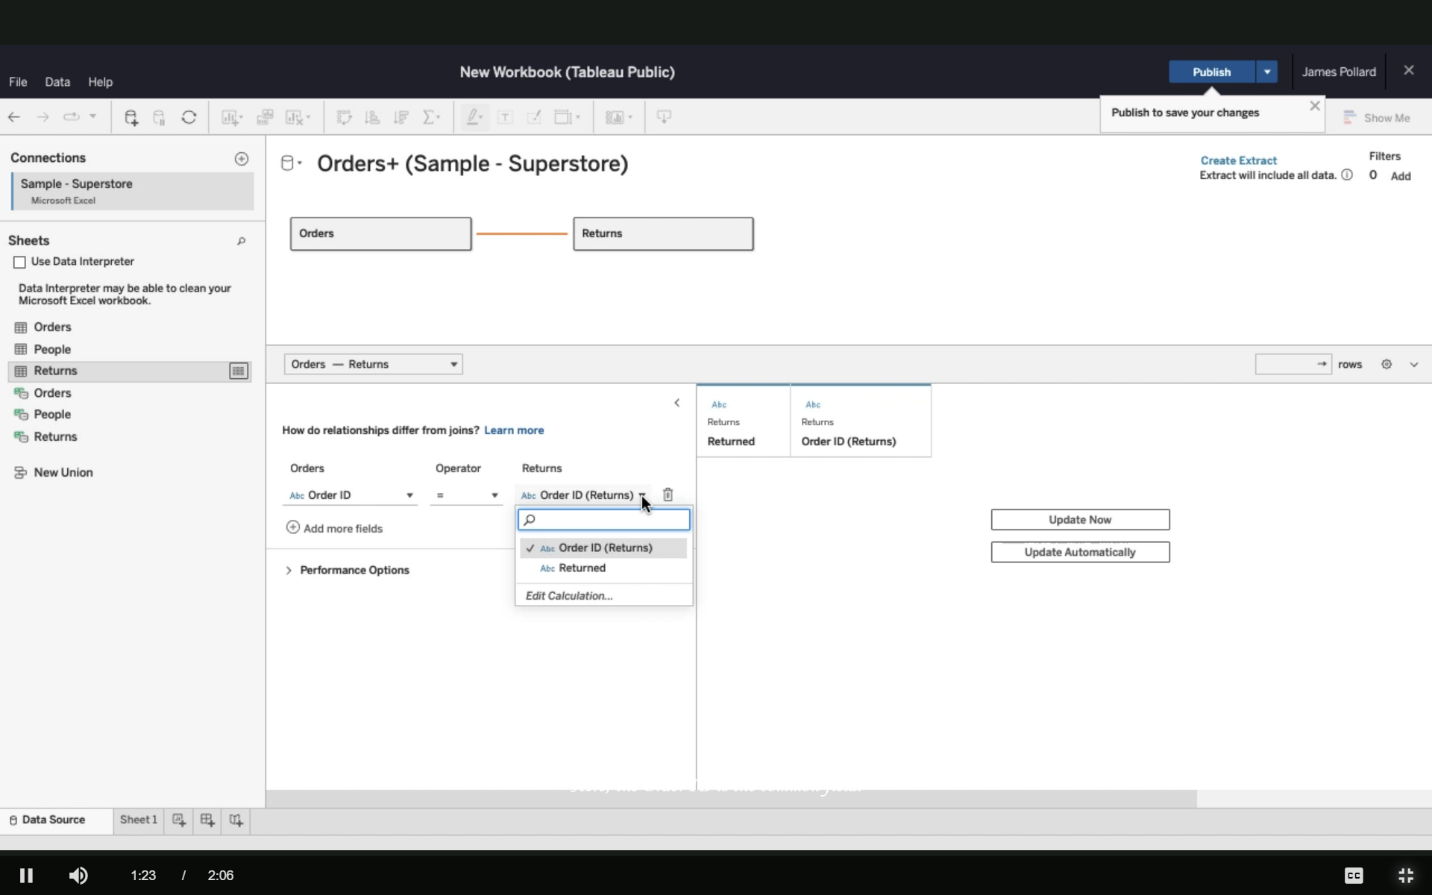 New Workbook (Tableau Public)
File Data Help
Publish
James Pollard
Publish to save your changes
Show Me
Connections
Sample - Superstore
Microsoft Excel
Orders+ (Sample - Superstore)
Create Extract
Extract will include all data.
Filters
0 Add
Orders
Returns
Sheets
Use Data Interpreter
Data Interpreter may be able to clean your
Microsoft Excel workbook.
Orders
People
Returns
Orders
People
Returns
New Union
Orders — Returns
rows
How do relationships differ from joins? Learn more
Orders Operator Returns
Abc Order ID = Abc Order ID (Returns)
Add more fields
Abc Order ID (Returns)
Abc Returned
Edit Calculation...
Performance Options
Abc Abc
Returns Returns
Returned Order ID (Returns)
Update Now
Update Automatically
Data Source Sheet 1
1:23 / 2:06
CC